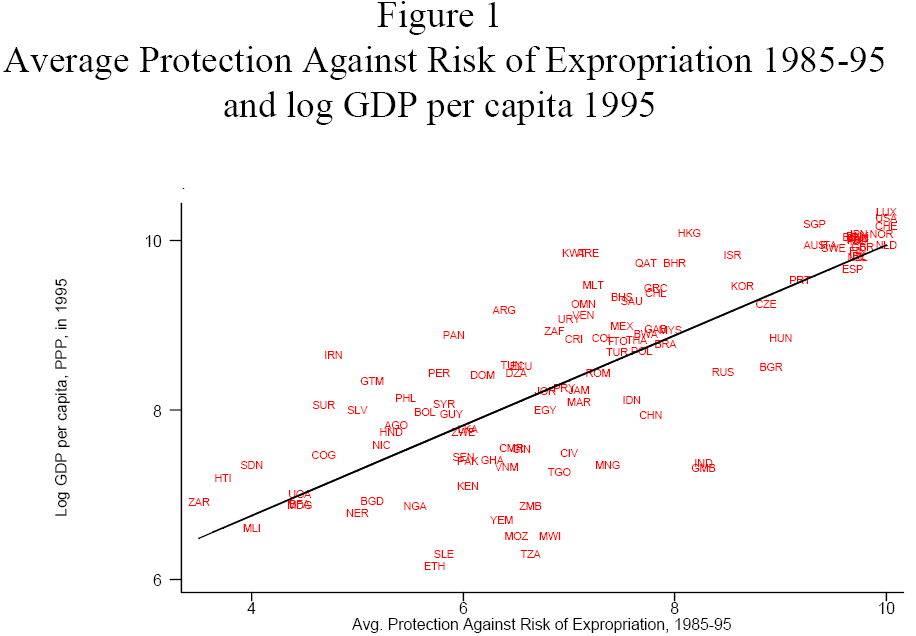 Figure 1
Average Protection Against Risk of Expropriation 1985-95
and log GDP per capita 1995
Log GDP per capita, PPP, in 1995
10
8
6
4
6
8
10
Avg. Protection Against Risk of Expropriation, 1985-95
LUX
USA
CHE
SGP
HKG
NOR
NLD
SWE
KWT
ISR
QAT BHR
ESP
MLT
GRC
CHL
KOR
PRT
BHS
SAU
OMN
CZE
ARG
VEN
URY
MEX
ZAF
PAN
CRI
COL
TTO
THA
GAB
MYS
BWA
BRA
HUN
TUR
POL
IRN
TUN
ECU
DZA
BGR
RUS
PER
DOM
ROM
GTM
PRY
JOR
JAM
PHL
SYR
MAR
IDN
SUR
SLV
BOL
GUY
EGY
CHN
AGO
HND
ZWE
NIC
COG
SEN
PAK
GHA
CMR
GIN
CIV
SDN
VNM
TGO
MNG
IND
GMB
HTI
KEN
UGA
ZAR
BGD
NGA
ZMB
NER
YEM
MLI
MOZ
MWI
SLE
TZA
ETH